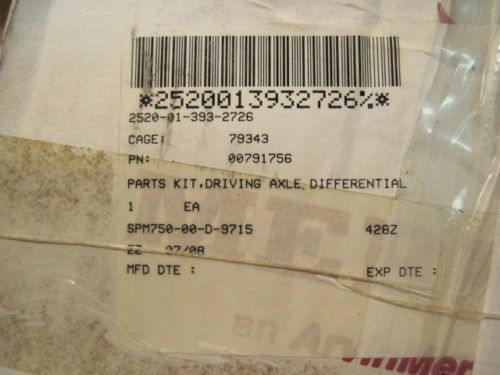 *2520013932726%*
2520-01-393-2726
CAGE: 79343
PN: 00791756
PARTS KIT,DRIVING AXLE DIFFERENTIAL
1 EA
SPM750-00-D-9715 428Z
ZZ 07/08
MFD DTE : EXP DTE :